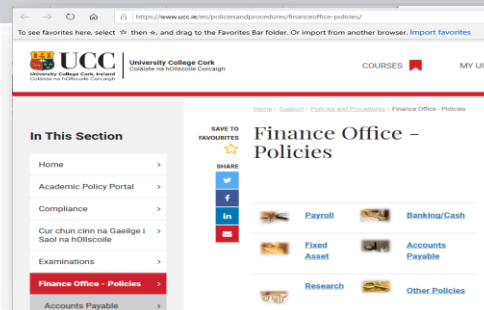 https://www.ucc.ie/en/policiesandprocedures/financeoffice-policies/
To see favorites here, select then, and drag to the Favorites Bar folder. Or import from another browser. Import favorites
UCC
University College Cork, Ireland
Coláiste na hOllscoile Corcaigh
University College Cork
Coláiste na hOllscoile Corcaigh
COURSES
MY UC
Home › Support › Policies and Procedures › Finance Office - Policies
In This Section
Home
Academic Policy Portal
Compliance
Cur chun cinn na Gaeilge i
Saol na hOllscoile
Examinations
Finance Office - Policies
Accounts Payable
SAVE TO
FAVOURITES
SHARE
Finance Office –
Policies
Payroll
Banking/Cash
Fixed
Asset
Accounts
Payable
Research
Other Policies